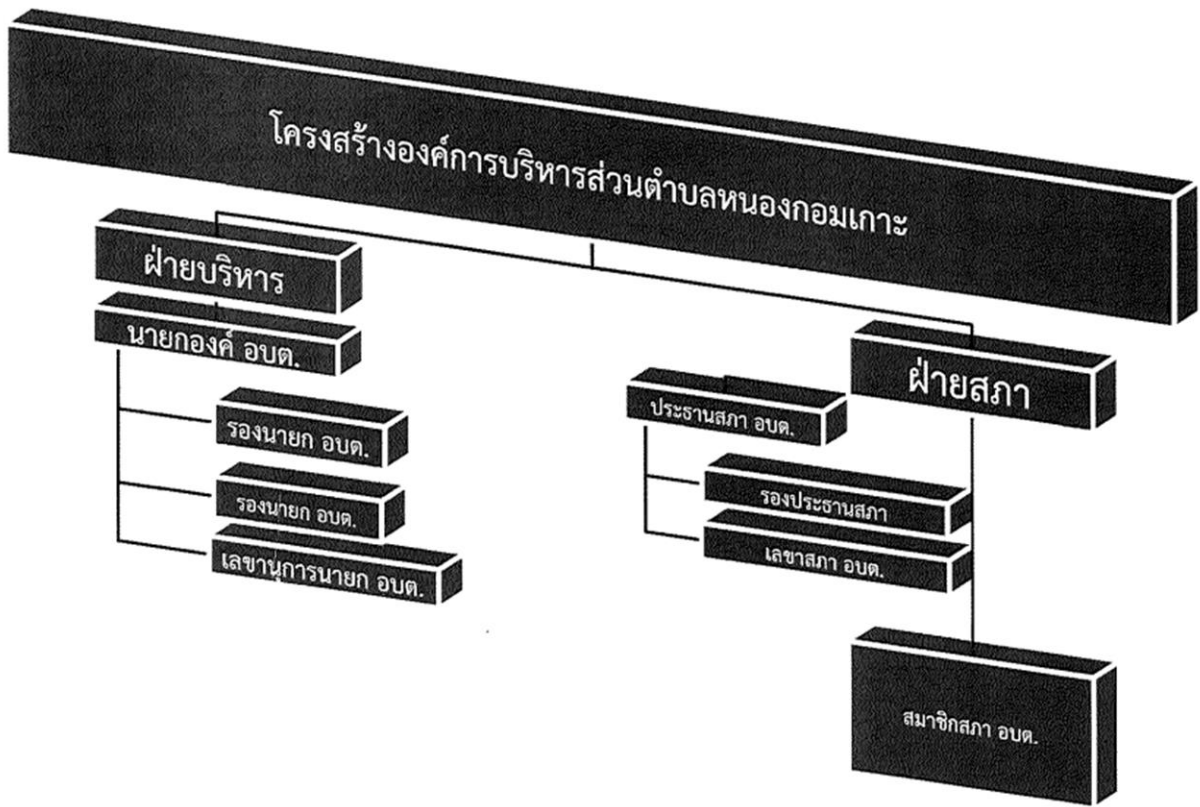 โครงสร้างองค์การบริหารส่วนตำบลหนองกอมเกาะ
ฝ่ายบริหาร
นายกองค์ อบต.
รองนายก อบต.
รองนายก อบต.
เลขานุการนายก อบต.
ฝ่ายสภา
ประธานสภา อบต.
รองประธานสภา
เลขาสภา อบต.
สมาชิกสภา อบต.